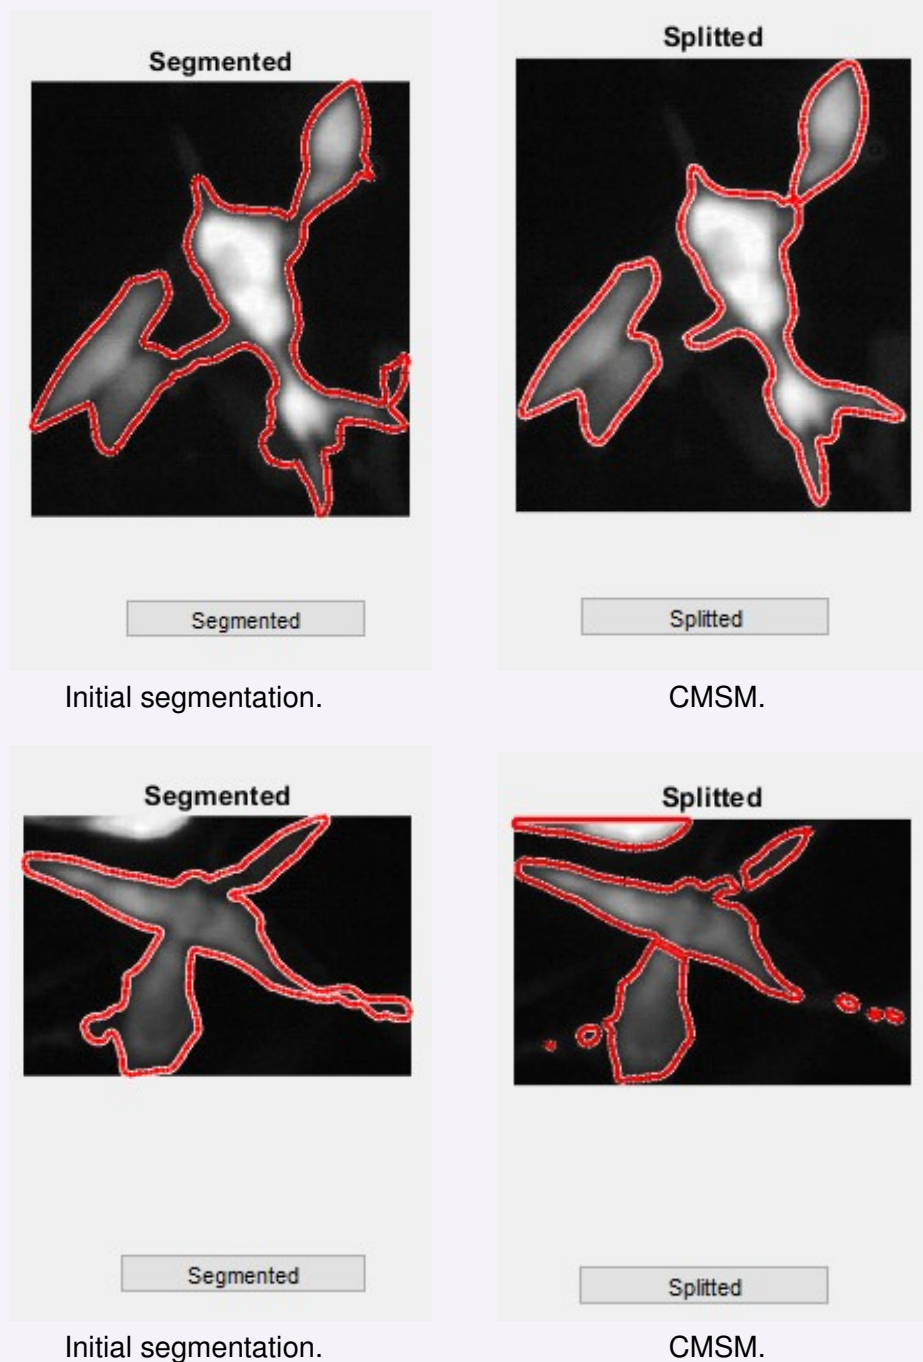 Segmented
Splitted
Segmented
Splitted
Initial segmentation.
CMSM.
Segmented
Splitted
Segmented
Splitted
Initial segmentation.
CMSM.